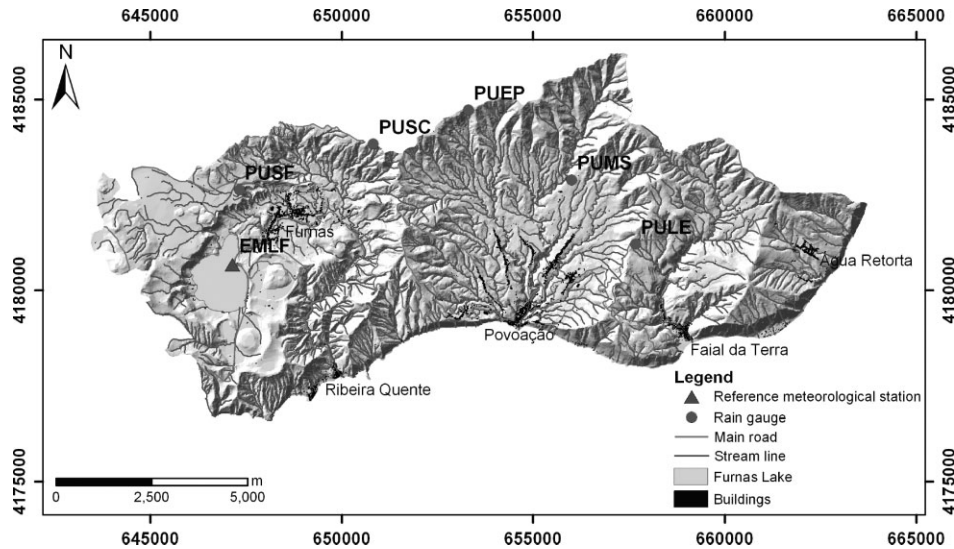 645000 650000 655000 660000 665000
N
4185000 4185000
PUEP
PUSC
PUMS
PUSF
Furnas
PULE
EMLF
Água Retorta
4180000 4180000
Povoação
Faial da Terra
Ribeira Quente
Legend
Reference meteorological station
Rain gauge
Main road
Stream line
Furnas Lake
Buildings
m
0 2,500 5,000
4175000 4175000
645000 650000 655000 660000 665000